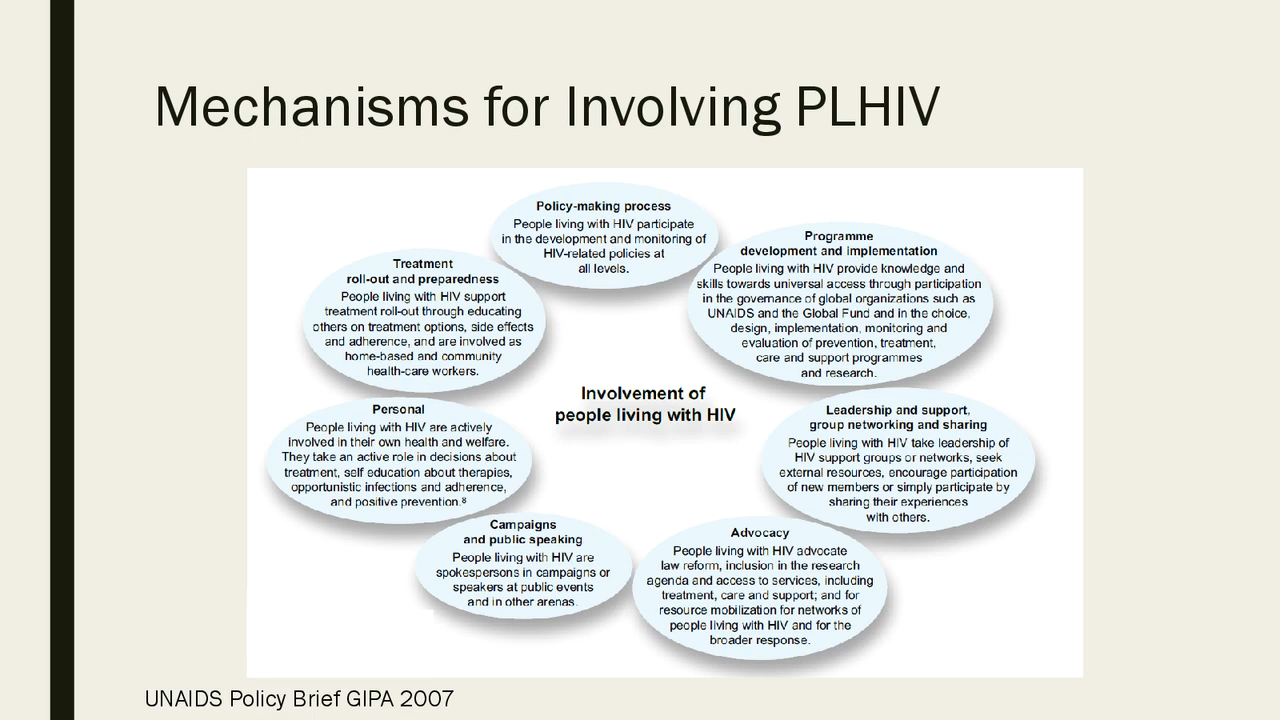 Mechanisms for Involving PLHIV
Policy-making process
People living with HIV participate
in the development and monitoring of
HIV-related policies at
all levels.
Programme
development and implementation
People living with HIV provide knowledge and
skills towards universal access through participation
in the governance of global organizations such as
UNAIDS and the Global Fund and in the choice,
design, implementation, monitoring and
evaluation of prevention, treatment,
care and support programmes
and research.
Treatment
roll-out and preparedness
People living with HIV support
treatment roll-out through educating
others on treatment options, side effects
and adherence, and are involved as
home-based and community
health-care workers.
Involvement of
people living with HIV
Personal
People living with HIV are actively
involved in their own health and welfare.
They take an active role in decisions about
treatment, self education about therapies,
opportunistic infections and adherence,
and positive prevention.⁸
Leadership and support,
group networking and sharing
People living with HIV take leadership of
HIV support groups or networks, seek
external resources, encourage participation
of new members or simply participate by
sharing their experiences
with others.
Campaigns
and public speaking
People living with HIV are
spokespersons in campaigns or
speakers at public events
and in other arenas.
Advocacy
People living with HIV advocate
law reform, inclusion in the research
agenda and access to services, including
treatment, care and support; and for
resource mobilization for networks of
people living with HIV and for the
broader response.
UNAIDS Policy Brief GIPA 2007